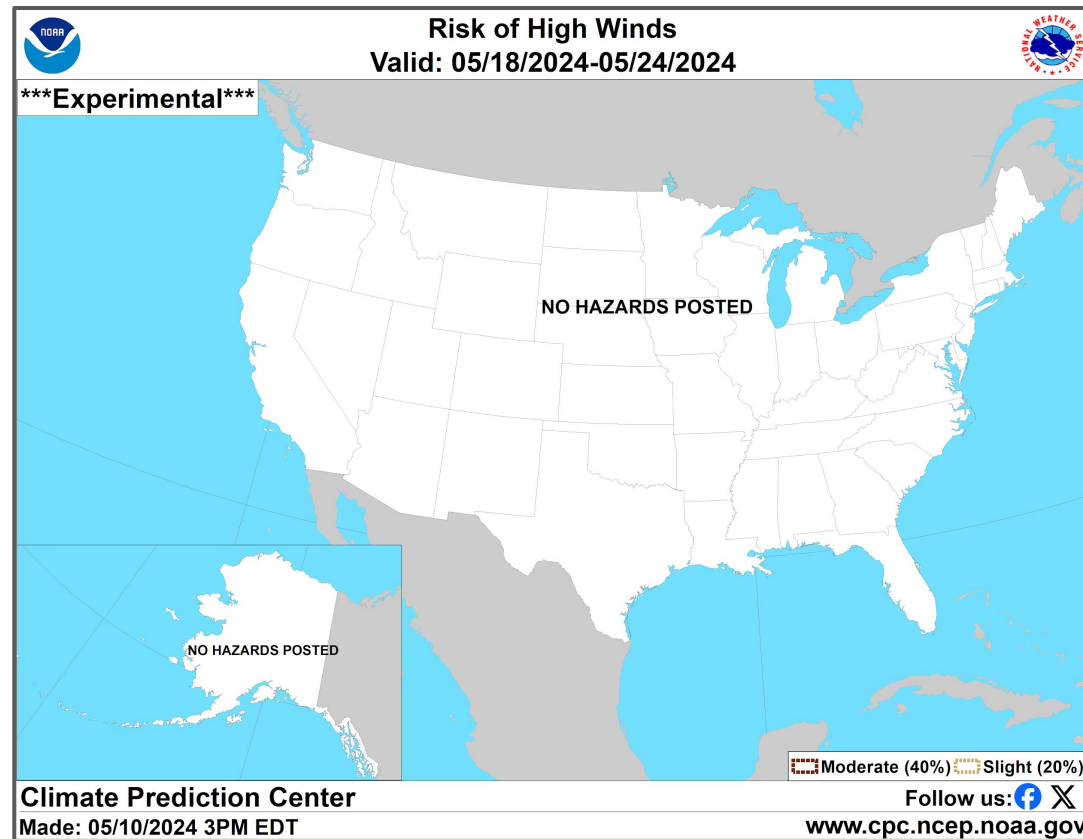 NOAA
Risk of High Winds
Valid: 05/18/2024-05/24/2024
NATIONAL WEATHER SERVICE
***Experimental***
NO HAZARDS POSTED
NO HAZARDS POSTED
Moderate (40%) Slight (20%)
Climate Prediction Center
Follow us:
Made: 05/10/2024 3PM EDT
www.cpc.ncep.noaa.gov